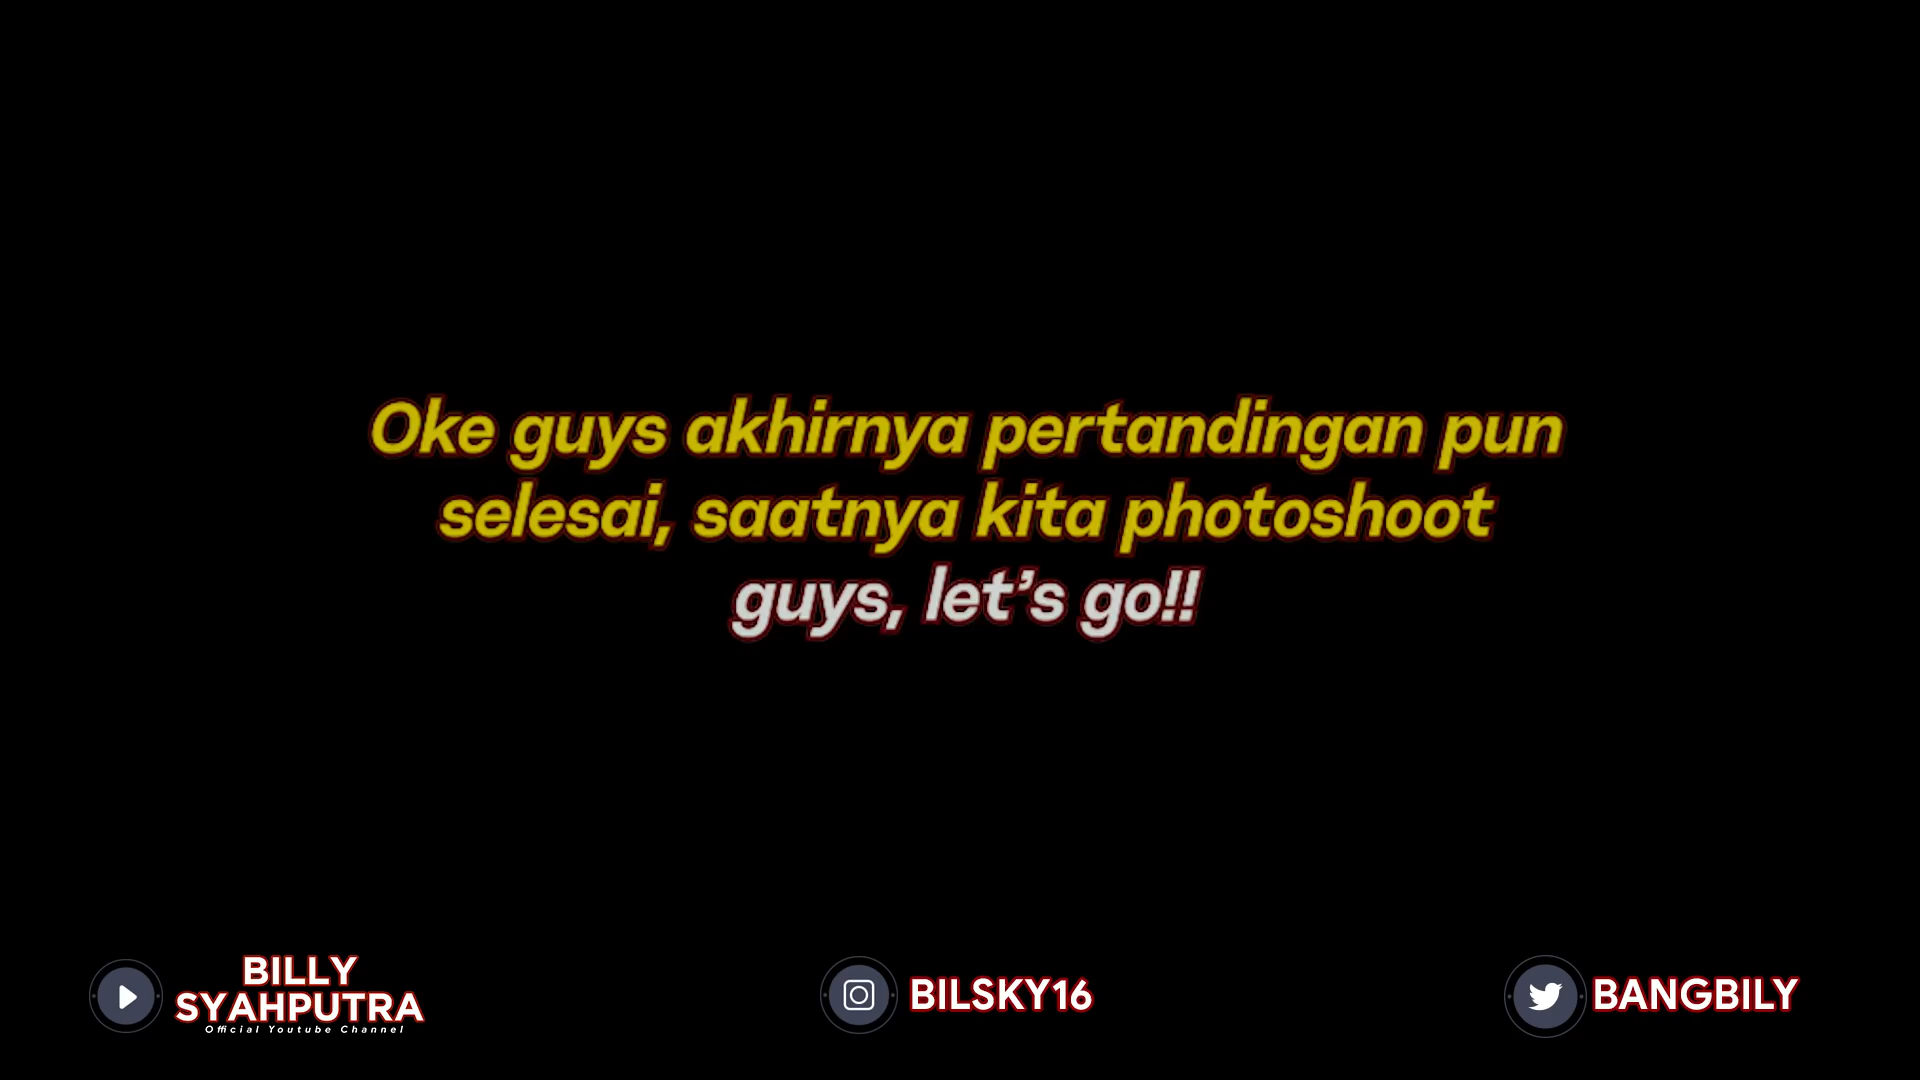 Oke guys akhirnya pertandingan pun
selesai, saatnya kita photoshoot
guys, let’s go!!
BILLY
SYAHPUTRA
Official Youtube Channel
BILSKY16
BANGBILY